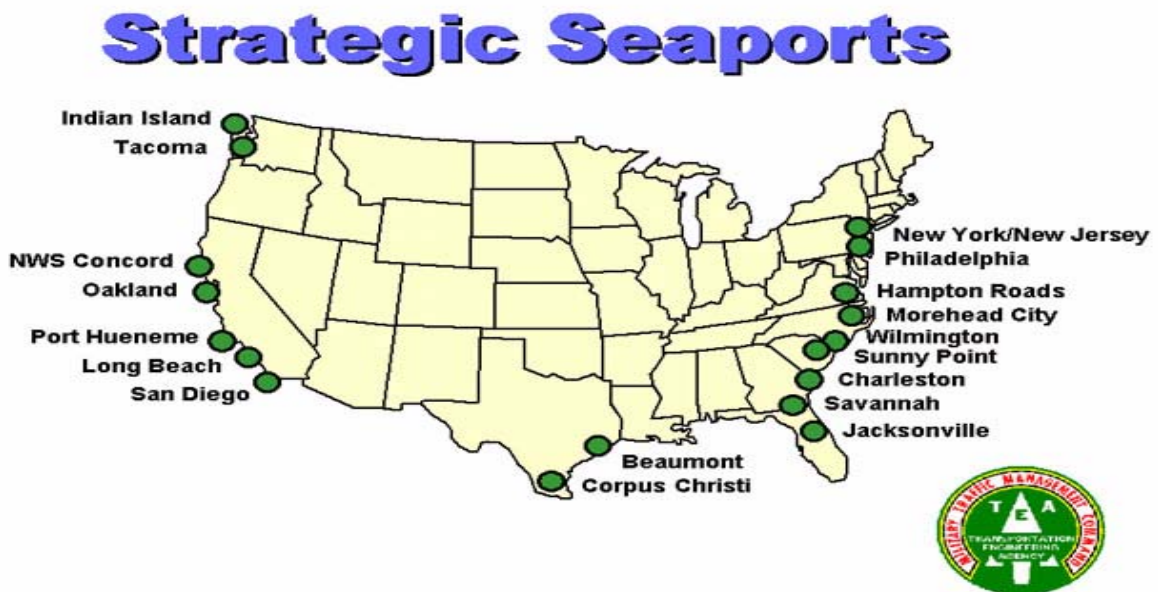 Strategic Seaports
Indian Island
Tacoma
NWS Concord
Oakland
Port Hueneme
Long Beach
San Diego
New York/New Jersey
Philadelphia
Hampton Roads
Morehead City
Wilmington
Sunny Point
Charleston
Savannah
Jacksonville
Beaumont
Corpus Christi
MILITARY TRAFFIC MANAGEMENT COMMAND
T E A
TRANSPORTATION
ENGINEERING
AGENCY